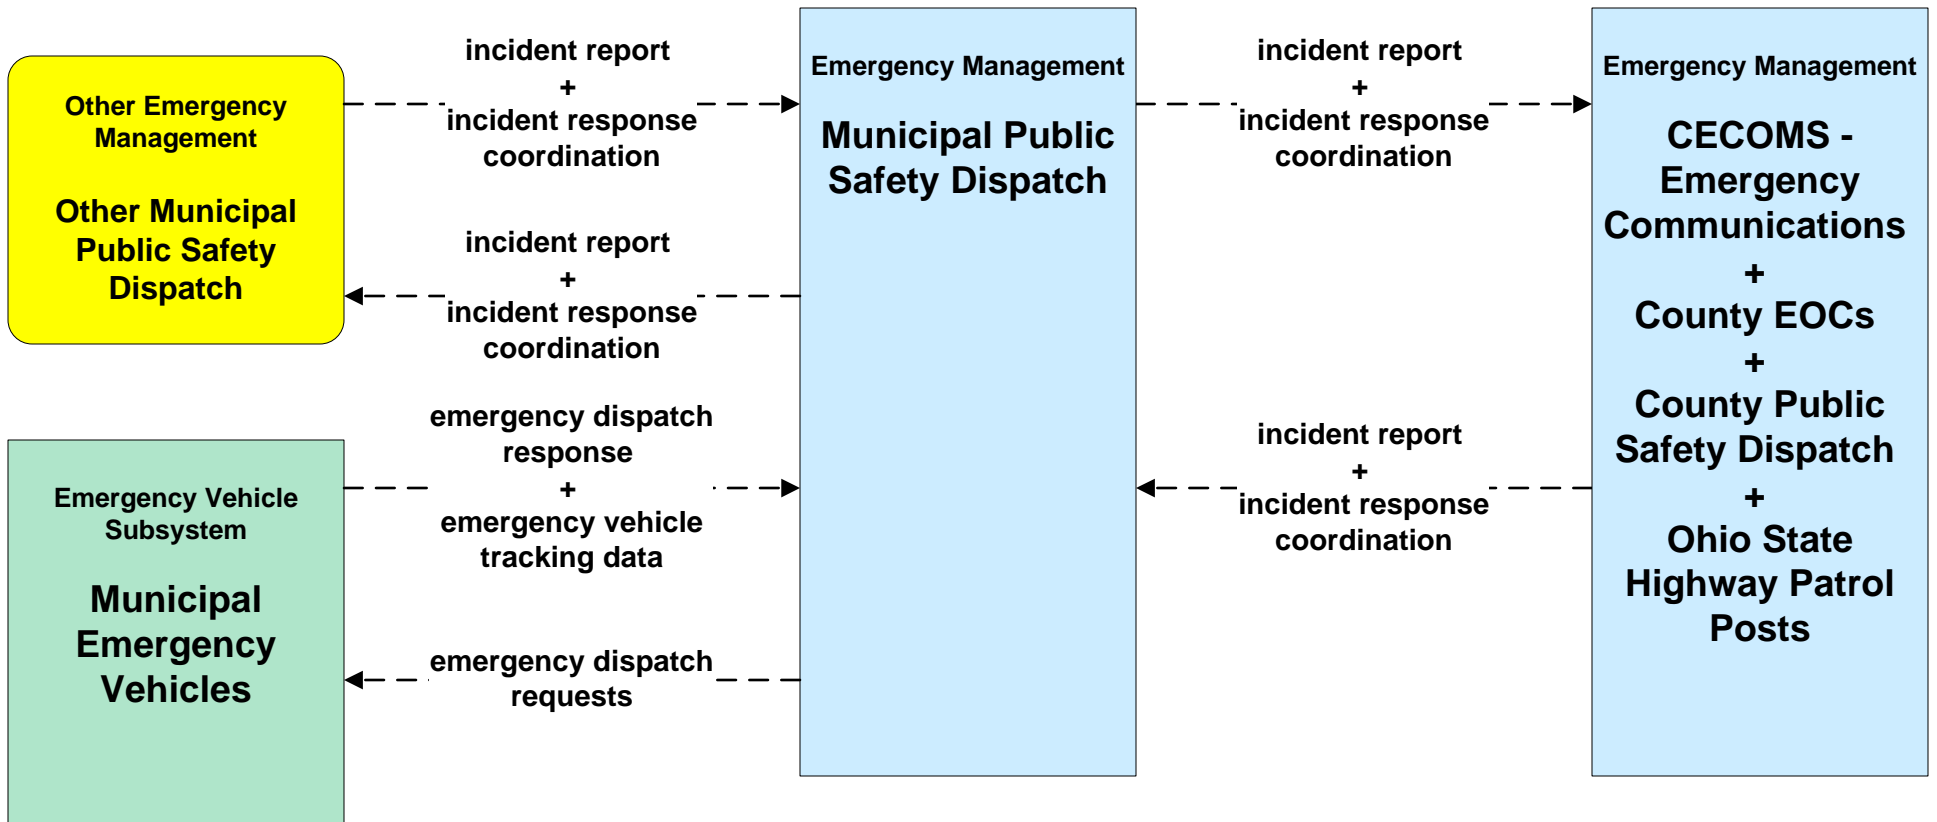 Other Emergency
Management
Other Municipal
Public Safety
Dispatch
incident report
+
incident response
coordination
incident report
+
incident response
coordination
Emergency Vehicle
Subsystem
Municipal
Emergency
Vehicles
emergency dispatch
response
+
emergency vehicle
tracking data
emergency dispatch
requests
Emergency Management
Municipal Public
Safety Dispatch
incident report
+
incident response
coordination
incident report
+
incident response
coordination
Emergency Management
CECOMS -
Emergency
Communications
+
County EOCs
+
County Public
Safety Dispatch
+
Ohio State
Highway Patrol
Posts